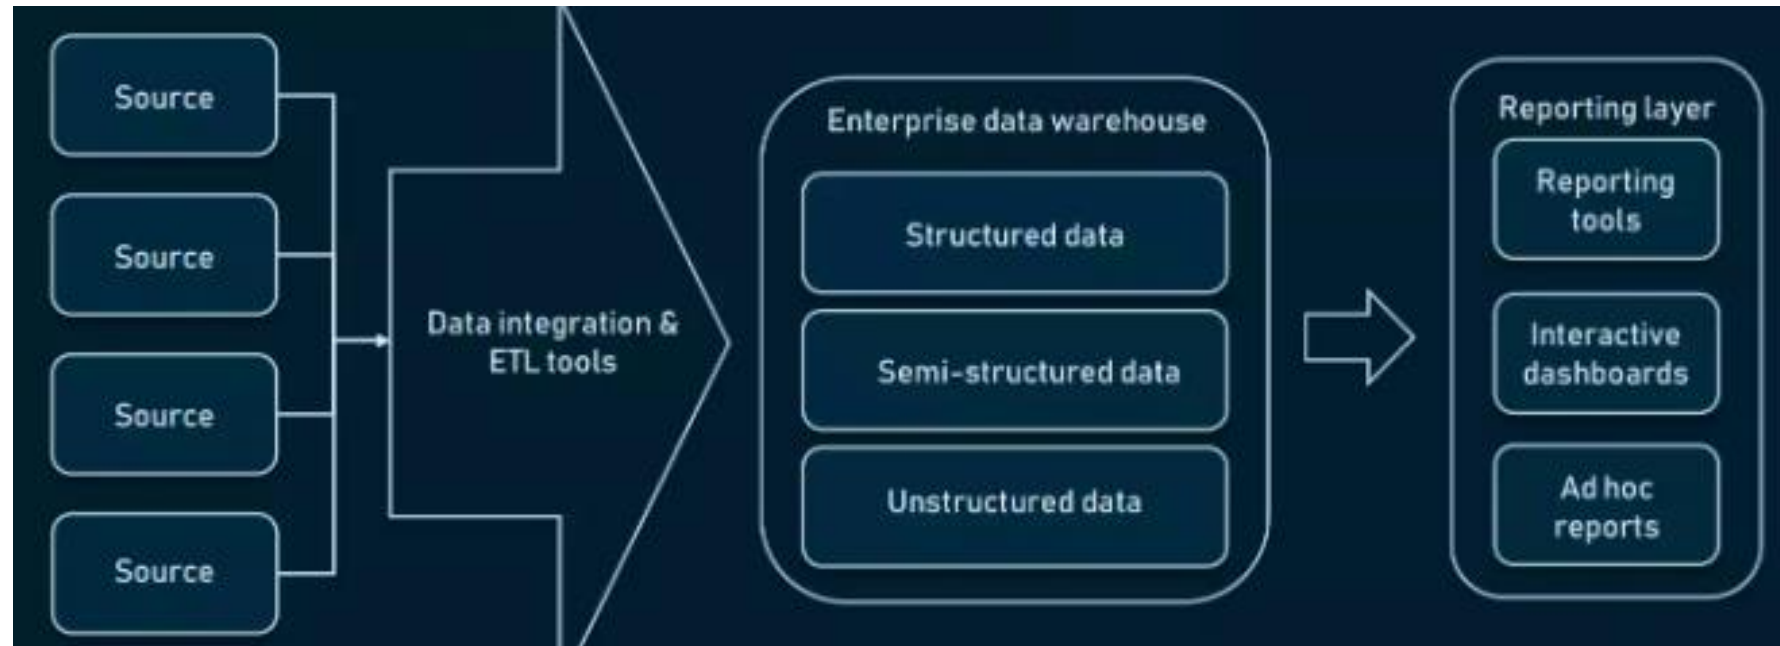 Source
Source
Source
Source
Data integration &
ETL tools
Enterprise data warehouse
Structured data
Semi-structured data
Unstructured data
Reporting layer
Reporting
tools
Interactive
dashboards
Ad hoc
reports